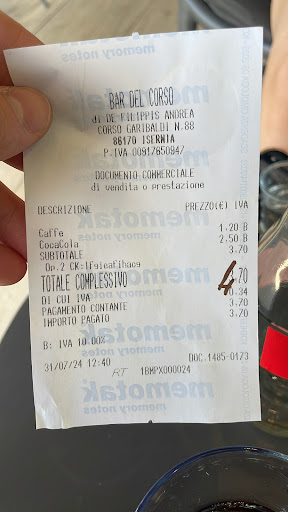 BAR DEL CORSO
di DE FILIPPIS ANDREA
CORSO GARIBALDI N.88
86170 ISERNIA
P.IVA 00917650947
DOCUMENTO COMMERCIALE
di vendita o prestazione
DESCRIZIONE PREZZO(€) IVA
Caffe 1.20 B
CocaCola 2.50 B
SUBTOTALE 3.70
TOTALE COMPLESSIVO 4.70
DI CUI IVA 0.34
PAGAMENTO CONTANTE 3.70
IMPORTO PAGATO 3.70
B: IVA 10.00%
31/07/24 12:40 DOC.1485-0173
RT 18MPX000024
memotak
memory notes